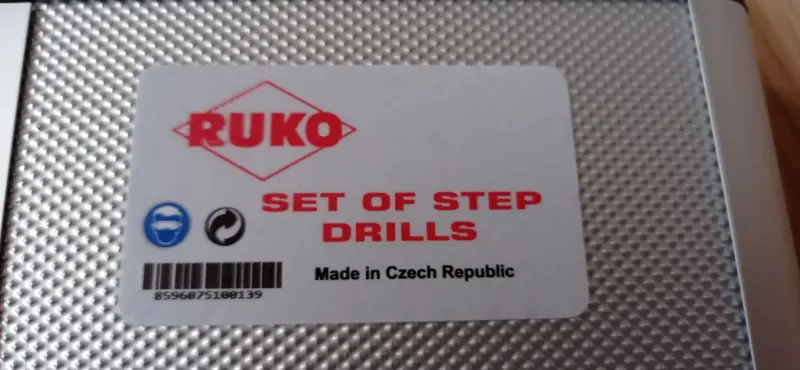 RUKO
SET OF STEP
DRILLS
Made in Czech Republic
8596075100139